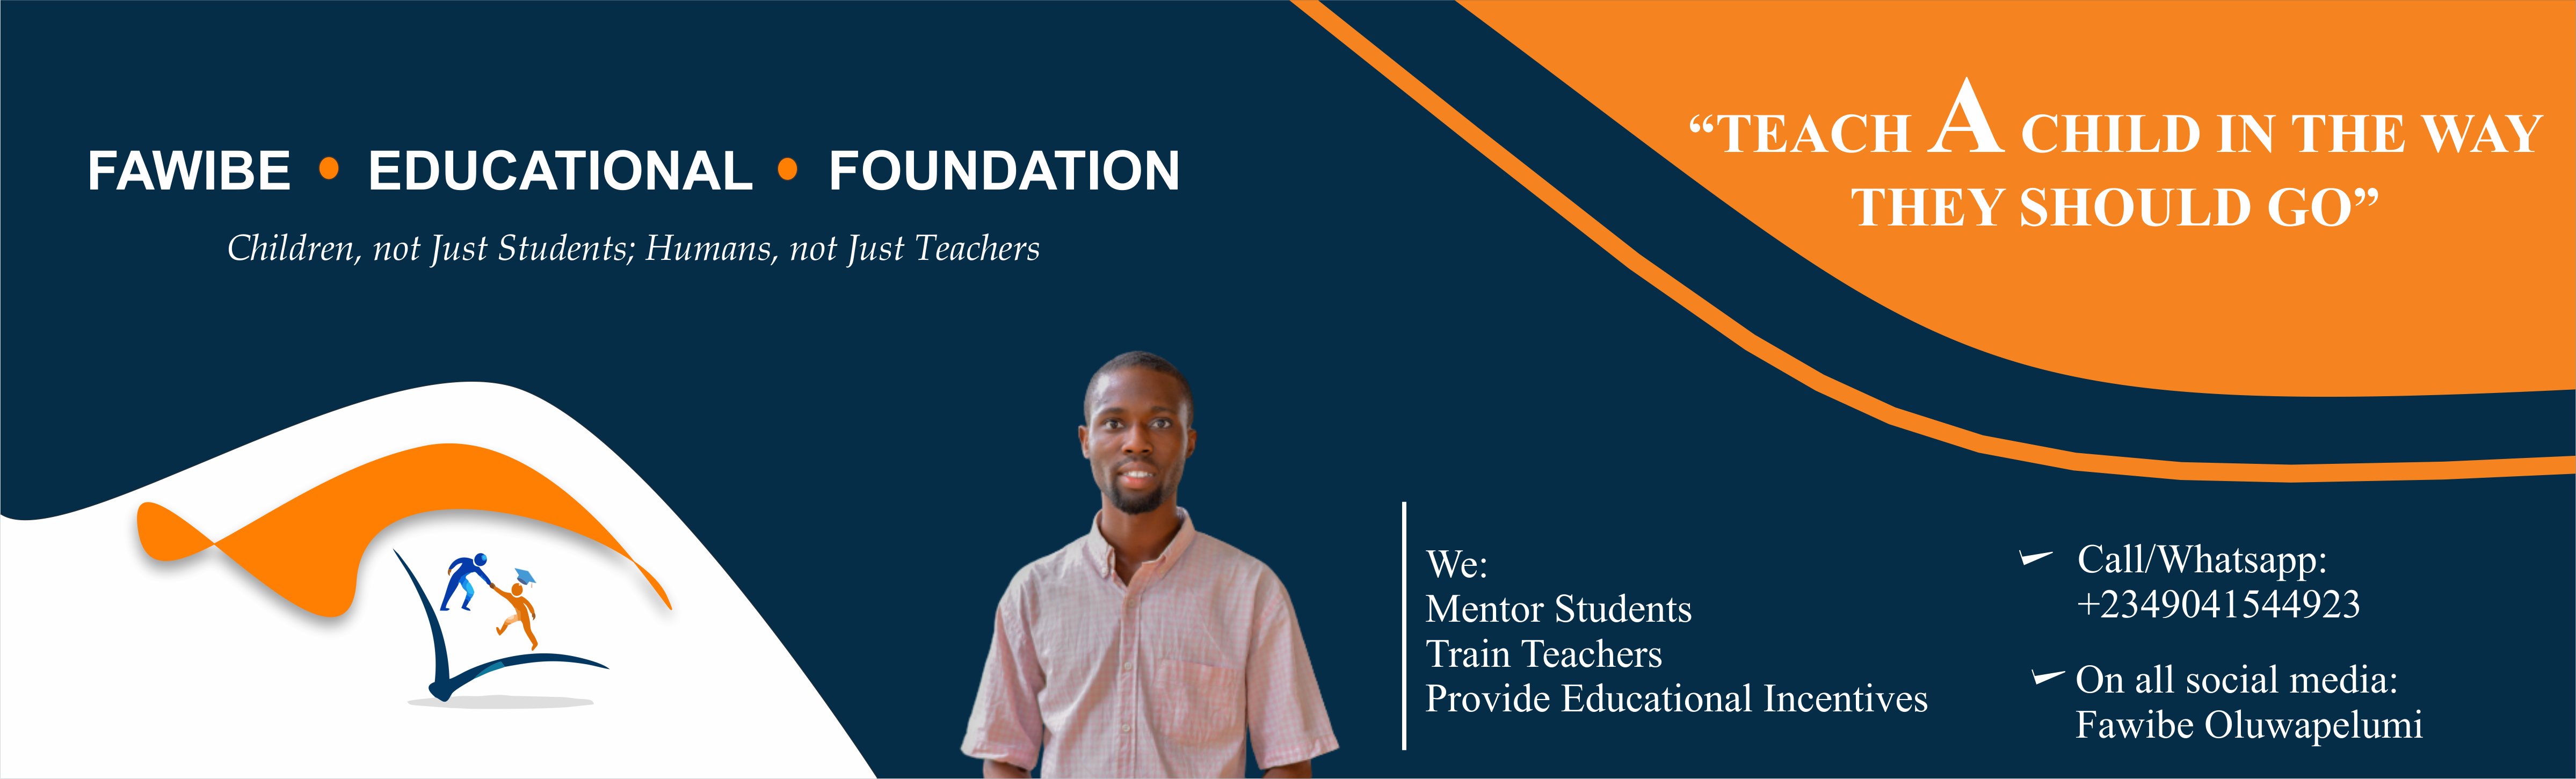 FAWIBE • EDUCATIONAL • FOUNDATION
Children, not Just Students; Humans, not Just Teachers
“TEACH A CHILD IN THE WAY
THEY SHOULD GO”
We:
Mentor Students
Train Teachers
Provide Educational Incentives
Call/Whatsapp:
+2349041544923
On all social media:
Fawibe Oluwapelumi